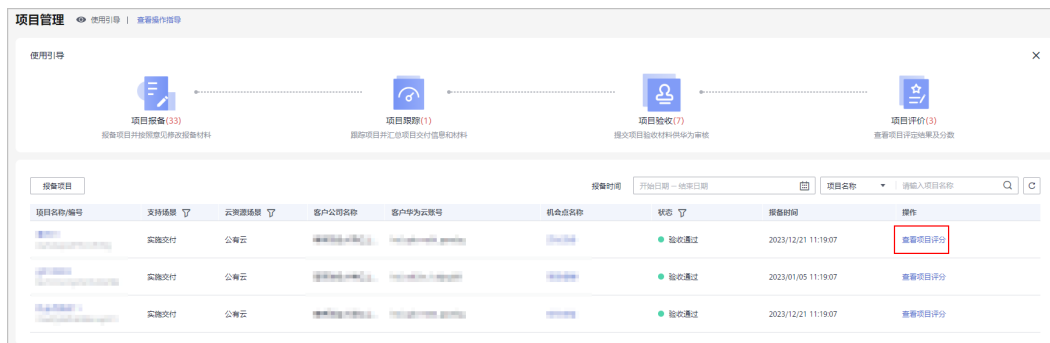 项目管理 使用引导 | 查看操作指导
使用引导
项目报备(33) 项目跟踪(1) 项目验收(7) 项目评价(3)
报备项目并按照意见修改报备材料 跟踪项目并汇总项目交付信息和材料 提交项目验收材料供华为审核 查看项目评定结果及分数
报备项目 报备时间 开始日期 – 结束日期 项目名称 请输入项目名称
项目名称/编号 支持场景 云资源场景 客户公司名称 客户华为云账号 机会点名称 状态 报备时间 操作
实施交付 公有云 验收通过 2023/12/21 11:19:07 查看项目评分
实施交付 公有云 验收通过 2023/01/05 11:19:07 查看项目评分
实施交付 公有云 验收通过 2023/12/21 11:19:07 查看项目评分